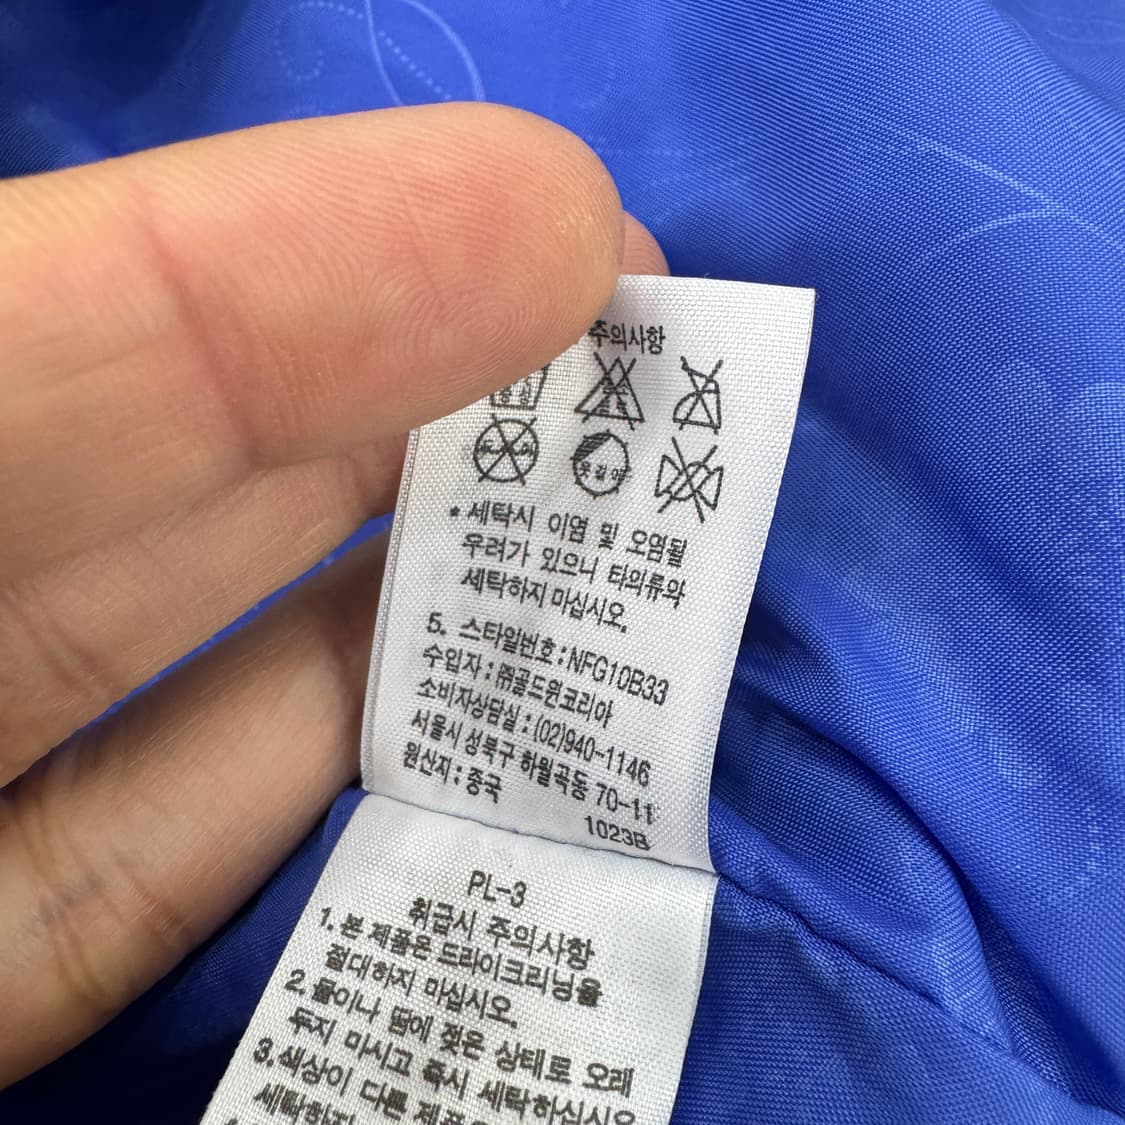 주의사항
* 세탁시 이염 및 오염될
우려가 있으니 타의류와
세탁하지 마십시오.
5. 스타일번호:NFG10B33
수입자:㈜골드윈코리아
소비자상담실:(02)940-1146
서울시 성북구 하월곡동 70-11
원산지:중국
1023B
PL-3
취급시 주의사항
1. 본 제품은 드라이크리닝을
절대하지 마십시오.
2. 물이나 땀에 젖은 상태로 오래
두지 마시고 즉시 세탁하십시오
3. 색상이 다른 제품
세탁하지